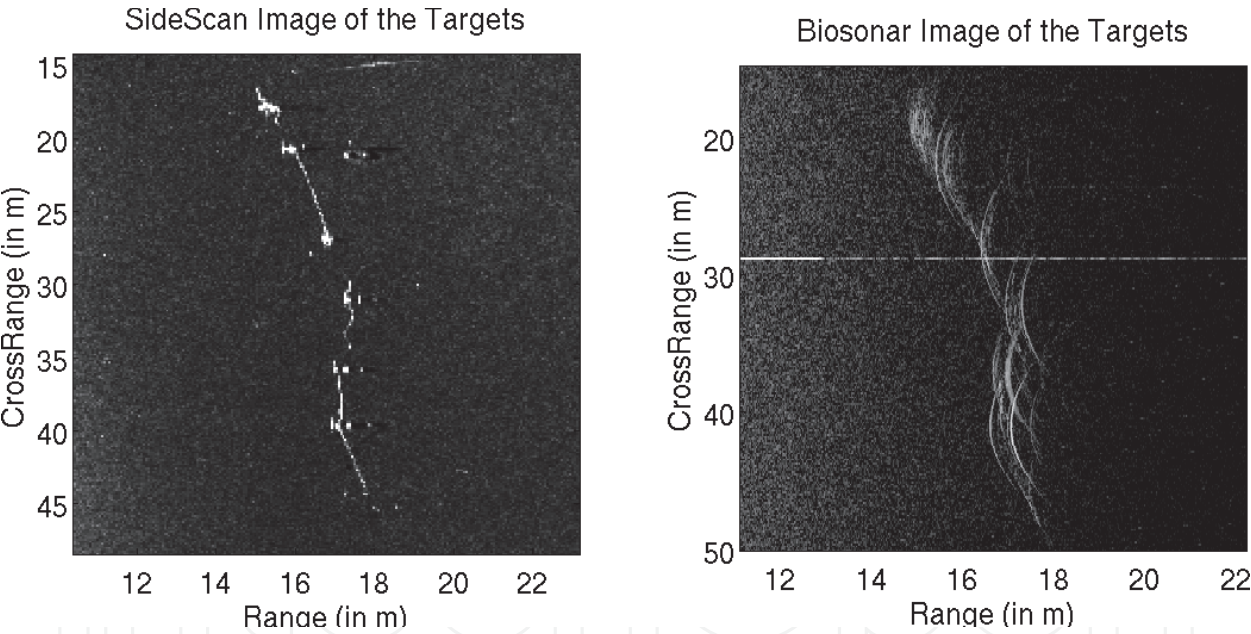 SideScan Image of the Targets
15
20
25
30
35
40
45
CrossRange (in m)
12 14 16 18 20 22
Range (in m)
Biosonar Image of the Targets
20
30
40
50
CrossRange (in m)
12 14 16 18 20 22
Range (in m)